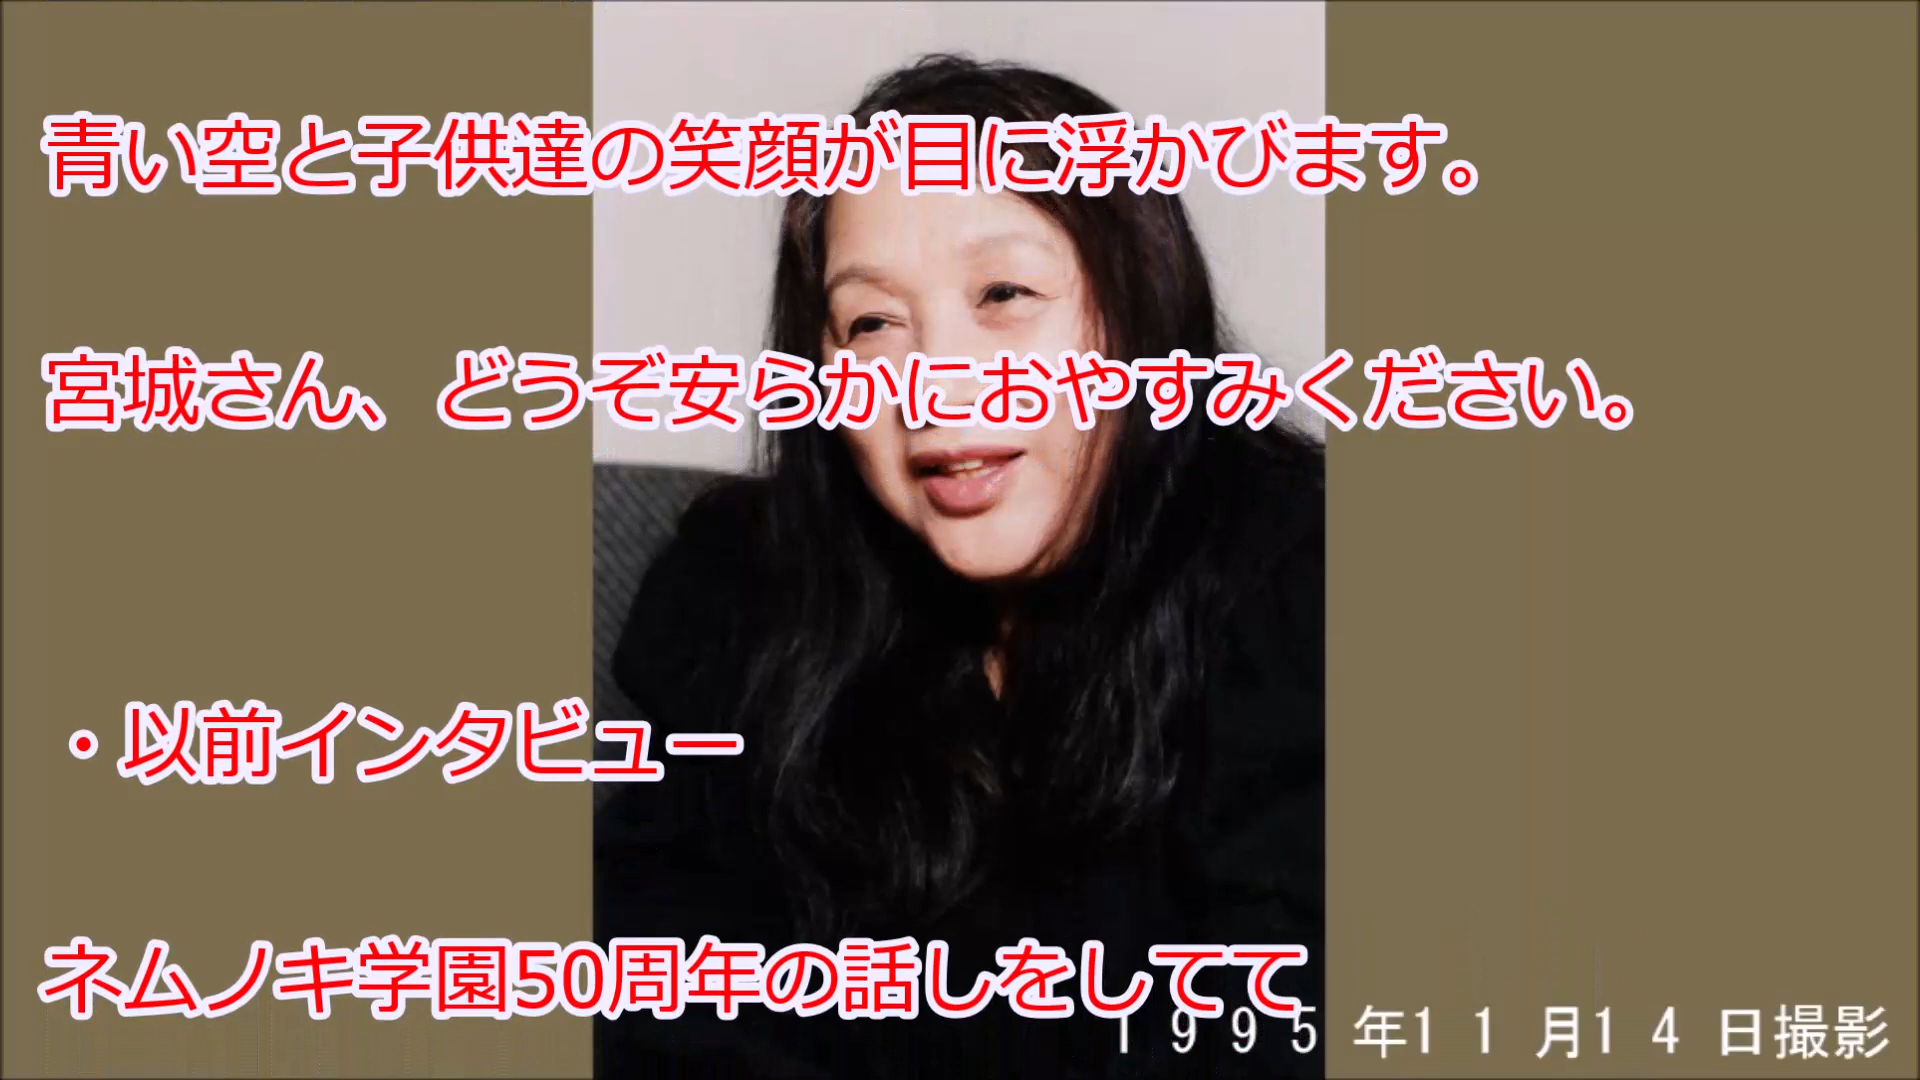 青い空と子供達の笑顔が目に浮かびます。
宮城さん、どうぞ安らかにおやすみください。
・以前インタビュー
ネムノキ学園50周年の話しをしてて
1995年11月14日撮影